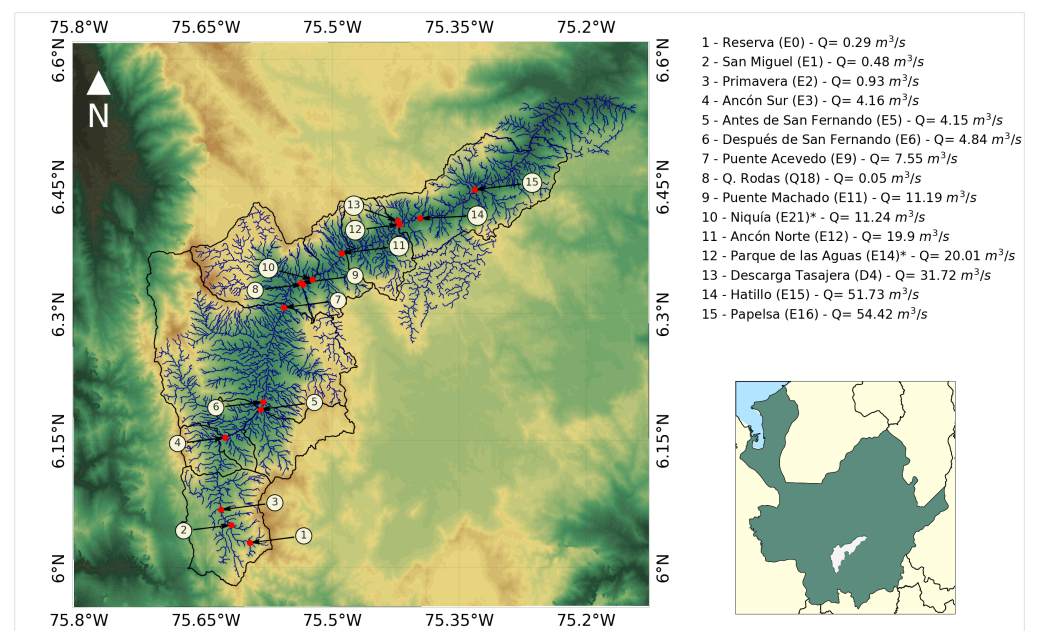 75.8°W 75.65°W 75.5°W 75.35°W 75.2°W
6.6°N 6.6°N
N
6.45°N 6.45°N
6.3°N 6.3°N
6.15°N 6.15°N
6°N 6°N
15
13
14
12
11
10
9
8
7
6
5
4
3
2
1
75.8°W 75.65°W 75.5°W 75.35°W 75.2°W
1 - Reserva (E0) - Q= 0.29 m³/s
2 - San Miguel (E1) - Q= 0.48 m³/s
3 - Primavera (E2) - Q= 0.93 m³/s
4 - Ancón Sur (E3) - Q= 4.16 m³/s
5 - Antes de San Fernando (E5) - Q= 4.15 m³/s
6 - Después de San Fernando (E6) - Q= 4.84 m³/s
7 - Puente Acevedo (E9) - Q= 7.55 m³/s
8 - Q. Rodas (Q18) - Q= 0.05 m³/s
9 - Puente Machado (E11) - Q= 11.19 m³/s
10 - Niquía (E21)* - Q= 11.24 m³/s
11 - Ancón Norte (E12) - Q= 19.9 m³/s
12 - Parque de las Aguas (E14)* - Q= 20.01 m³/s
13 - Descarga Tasajera (D4) - Q= 31.72 m³/s
14 - Hatillo (E15) - Q= 51.73 m³/s
15 - Papelsa (E16) - Q= 54.42 m³/s